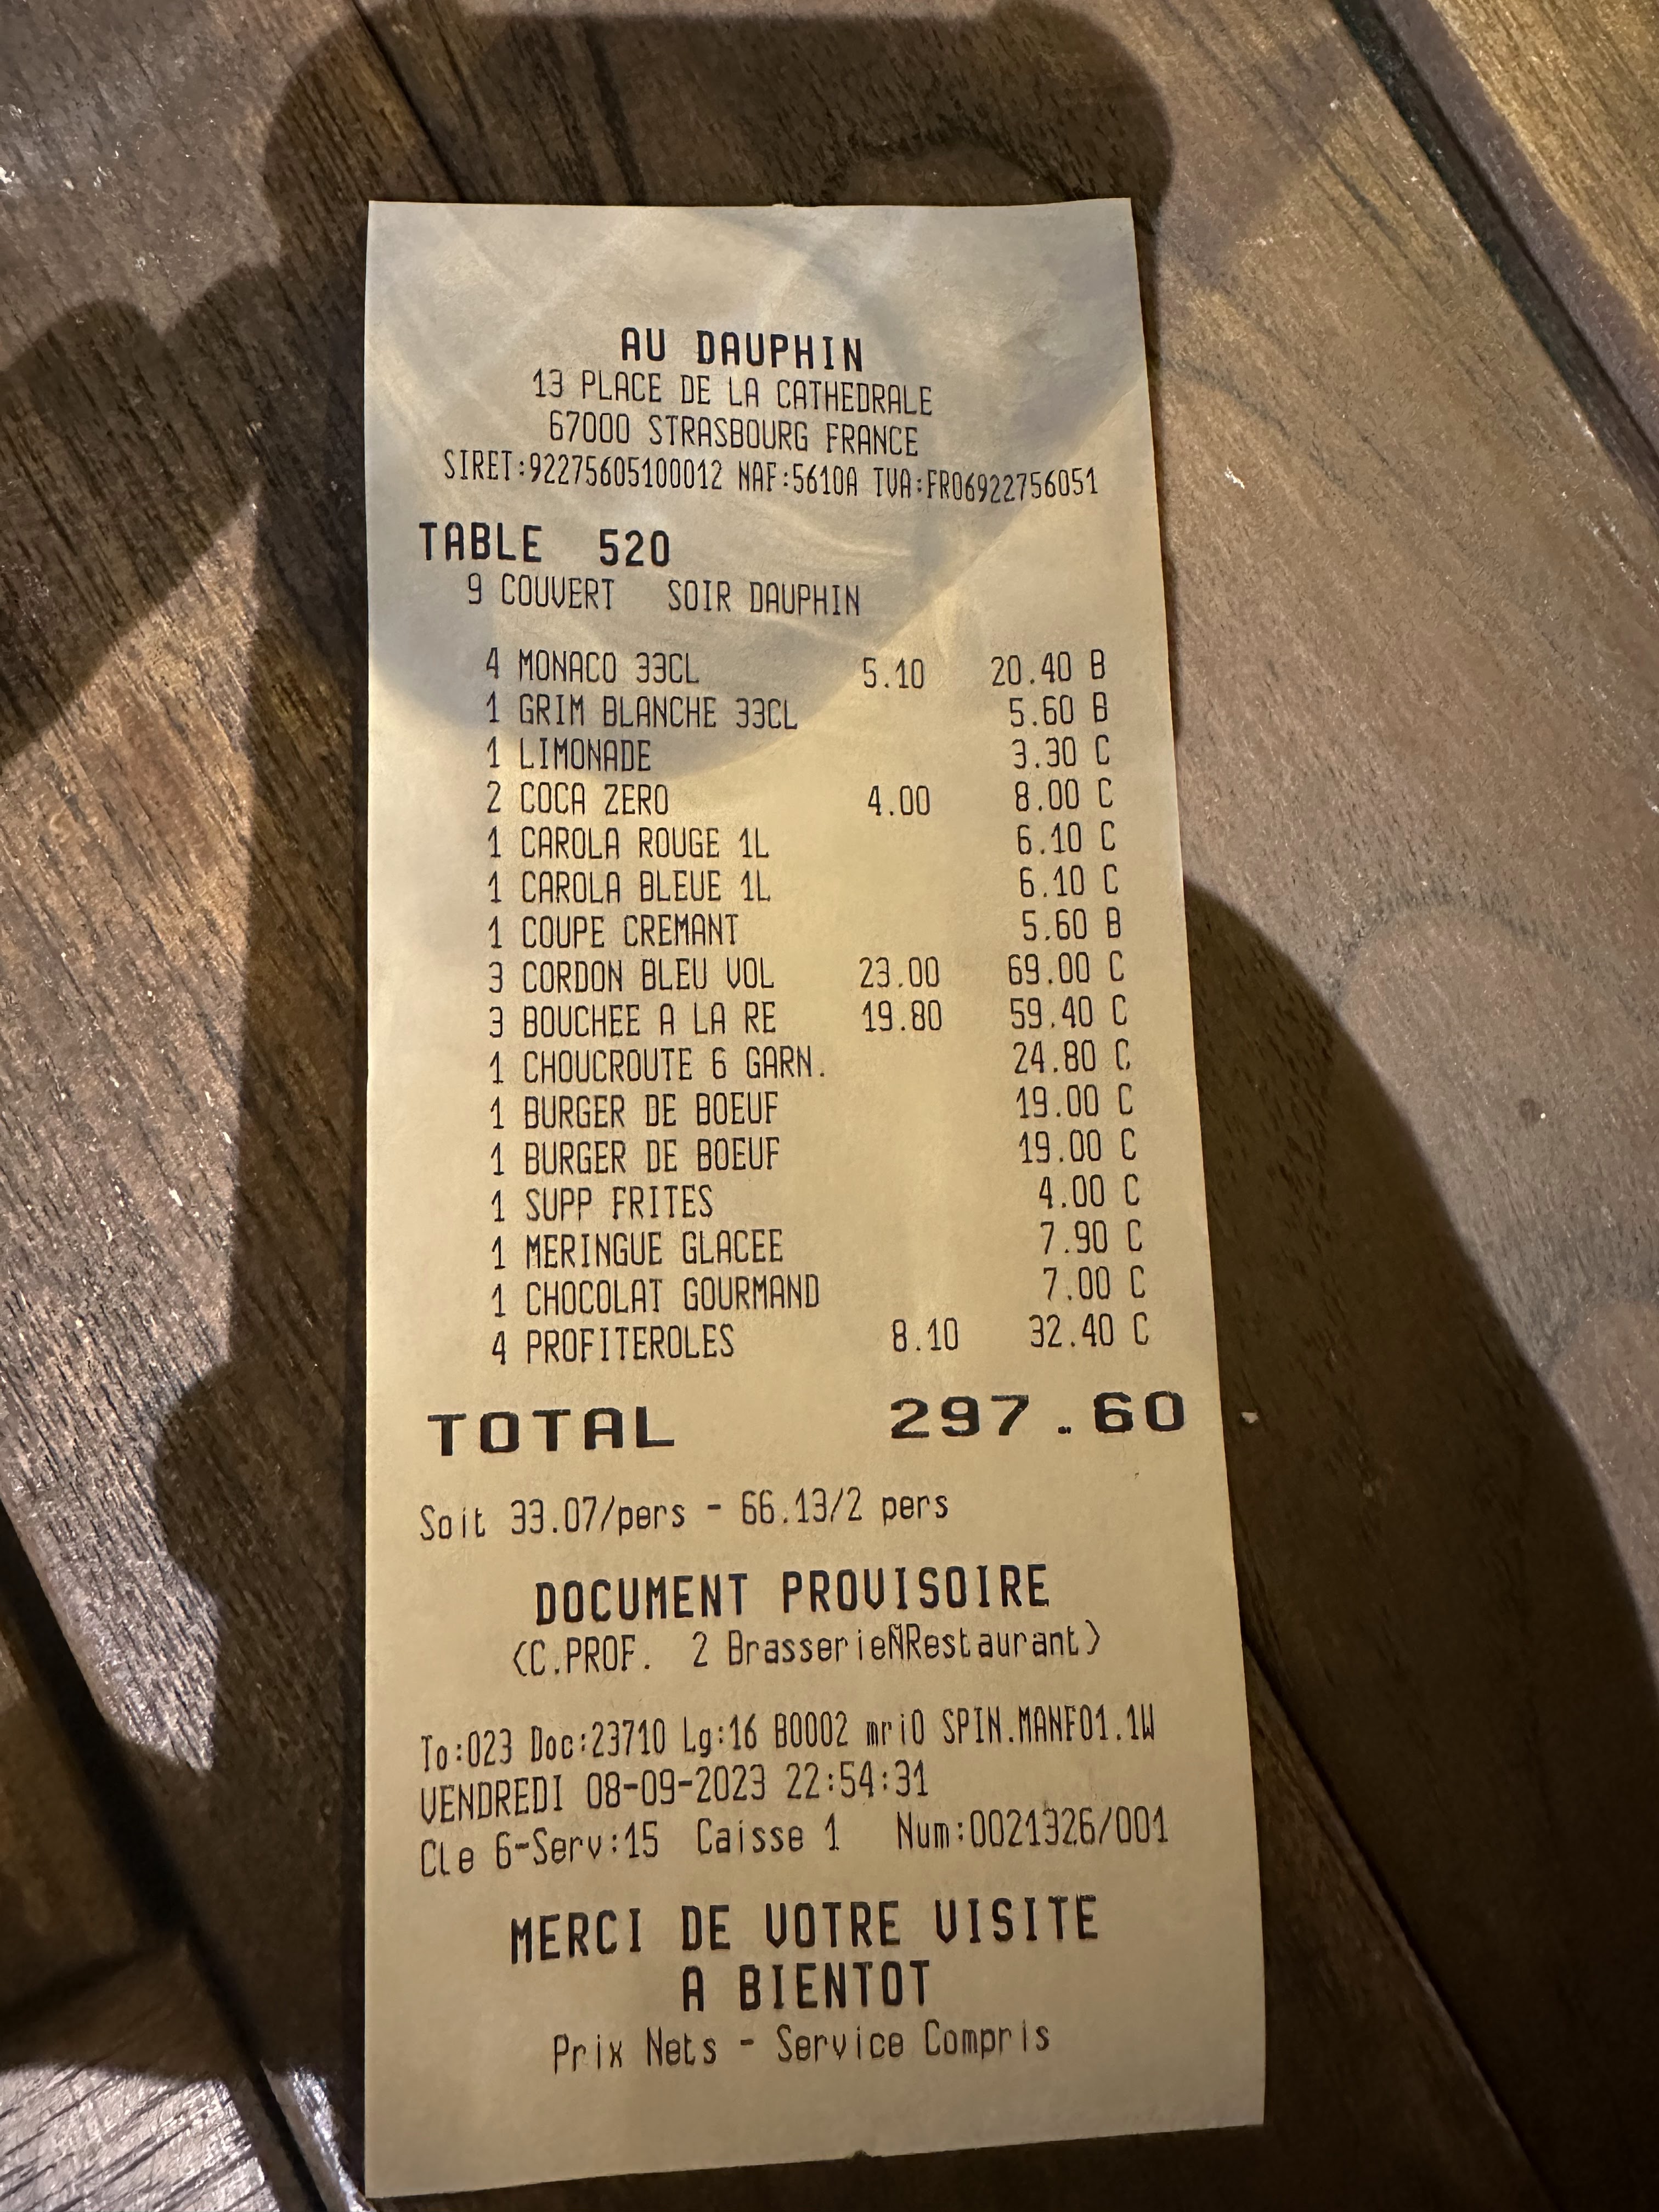 AU DAUPHIN
13 PLACE DE LA CATHEDRALE
67000 STRASBOURG FRANCE
SIRET:92275605100012 NAF:5610A TVA:FR06922756051
TABLE 520
9 COUVERT SOIR DAUPHIN
4 MONACO 33CL 5.10 20.40 B
1 GRIM BLANCHE 33CL 5.60 B
1 LIMONADE 3.30 C
2 COCA ZERO 4.00 8.00 C
1 CAROLA ROUGE 1L 6.10 C
1 CAROLA BLEUE 1L 6.10 C
1 COUPE CREMANT 5.60 B
3 CORDON BLEU VOL 23.00 69.00 C
3 BOUCHEE A LA RE 19.80 59.40 C
1 CHOUCROUTE 6 GARN. 24.80 C
1 BURGER DE BOEUF 19.00 C
1 BURGER DE BOEUF 19.00 C
1 SUPP FRITES 4.00 C
1 MERINGUE GLACEE 7.90 C
1 CHOCOLAT GOURMAND 7.00 C
4 PROFITEROLES 8.10 32.40 C
TOTAL 297.60
Soit 33.07/pers - 66.13/2 pers
DOCUMENT PROVISOIRE
(C.PROF. 2 BrasserieÑRestaurant)
To:023 Doc:23710 Lg:16 B0002 mri0 SPIN.MANF01.1W
VENDREDI 08-09-2023 22:54:31
Cle 6-Serv:15 Caisse 1 Num:0021326/001
MERCI DE VOTRE VISITE
A BIENTOT
Prix Nets - Service Compris